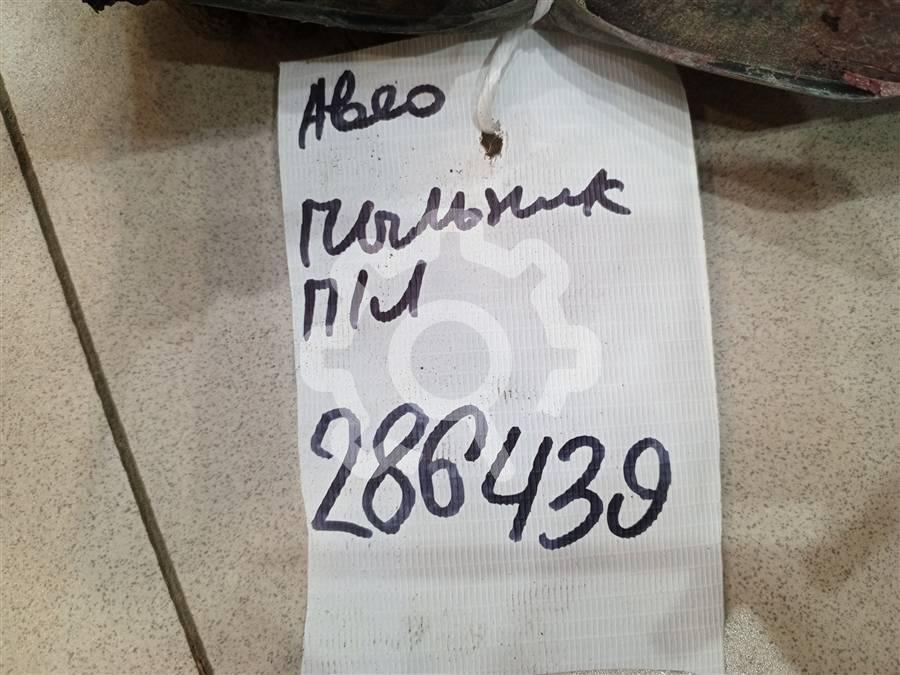 Авео
Пыльник
П/Л
286439